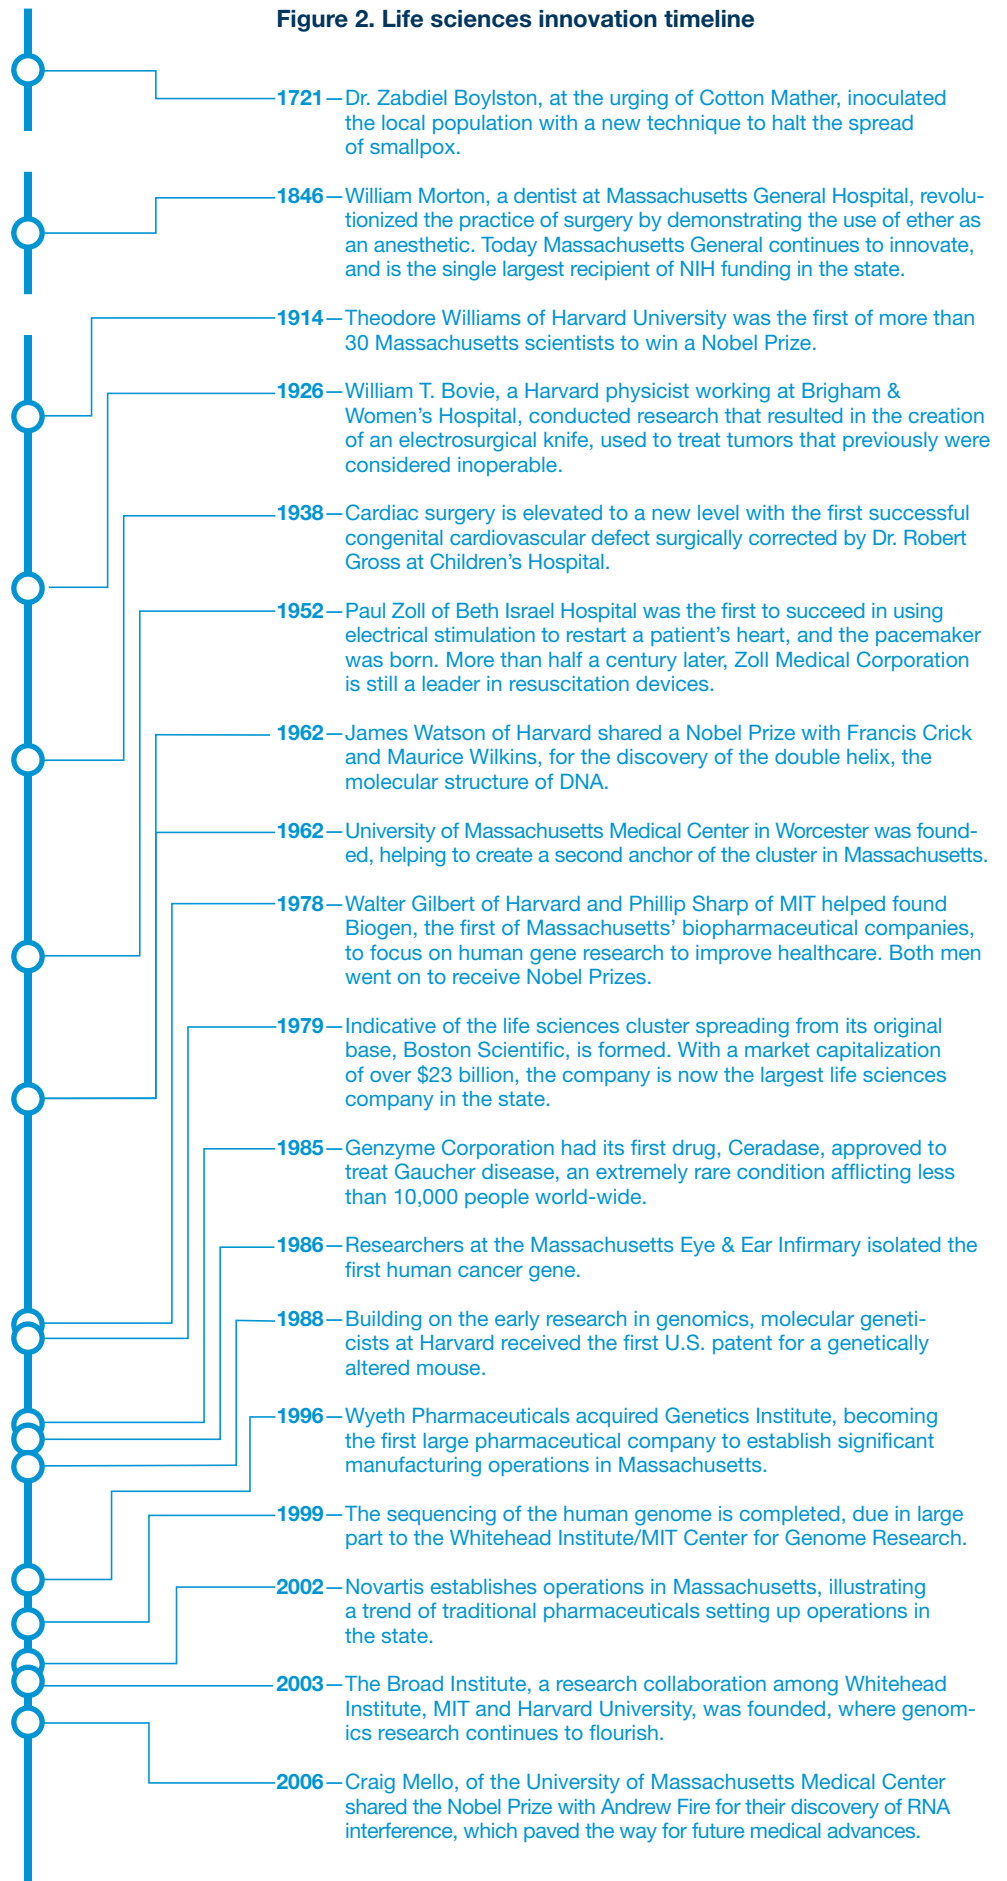 Figure 2. Life sciences innovation timeline
1721—Dr. Zabdiel Boylston, at the urging of Cotton Mather, inoculated
the local population with a new technique to halt the spread
of smallpox.
1846—William Morton, a dentist at Massachusetts General Hospital, revolu-
tionized the practice of surgery by demonstrating the use of ether as
an anesthetic. Today Massachusetts General continues to innovate,
and is the single largest recipient of NIH funding in the state.
1914—Theodore Williams of Harvard University was the first of more than
30 Massachusetts scientists to win a Nobel Prize.
1926—William T. Bovie, a Harvard physicist working at Brigham &
Women's Hospital, conducted research that resulted in the creation
of an electrosurgical knife, used to treat tumors that previously were
considered inoperable.
1938—Cardiac surgery is elevated to a new level with the first successful
congenital cardiovascular defect surgically corrected by Dr. Robert
Gross at Children's Hospital.
1952—Paul Zoll of Beth Israel Hospital was the first to succeed in using
electrical stimulation to restart a patient's heart, and the pacemaker
was born. More than half a century later, Zoll Medical Corporation
is still a leader in resuscitation devices.
1962—James Watson of Harvard shared a Nobel Prize with Francis Crick
and Maurice Wilkins, for the discovery of the double helix, the
molecular structure of DNA.
1962—University of Massachusetts Medical Center in Worcester was found-
ed, helping to create a second anchor of the cluster in Massachusetts.
1978—Walter Gilbert of Harvard and Phillip Sharp of MIT helped found
Biogen, the first of Massachusetts' biopharmaceutical companies,
to focus on human gene research to improve healthcare. Both men
went on to receive Nobel Prizes.
1979—Indicative of the life sciences cluster spreading from its original
base, Boston Scientific, is formed. With a market capitalization
of over $23 billion, the company is now the largest life sciences
company in the state.
1985—Genzyme Corporation had its first drug, Ceradase, approved to
treat Gaucher disease, an extremely rare condition afflicting less
than 10,000 people world-wide.
1986—Researchers at the Massachusetts Eye & Ear Infirmary isolated the
first human cancer gene.
1988—Building on the early research in genomics, molecular geneti-
cists at Harvard received the first U.S. patent for a genetically
altered mouse.
1996—Wyeth Pharmaceuticals acquired Genetics Institute, becoming
the first large pharmaceutical company to establish significant
manufacturing operations in Massachusetts.
1999—The sequencing of the human genome is completed, due in large
part to the Whitehead Institute/MIT Center for Genome Research.
2002—Novartis establishes operations in Massachusetts, illustrating
a trend of traditional pharmaceuticals setting up operations in
the state.
2003—The Broad Institute, a research collaboration among Whitehead
Institute, MIT and Harvard University, was founded, where genom-
ics research continues to flourish.
2006—Craig Mello, of the University of Massachusetts Medical Center
shared the Nobel Prize with Andrew Fire for their discovery of RNA
interference, which paved the way for future medical advances.